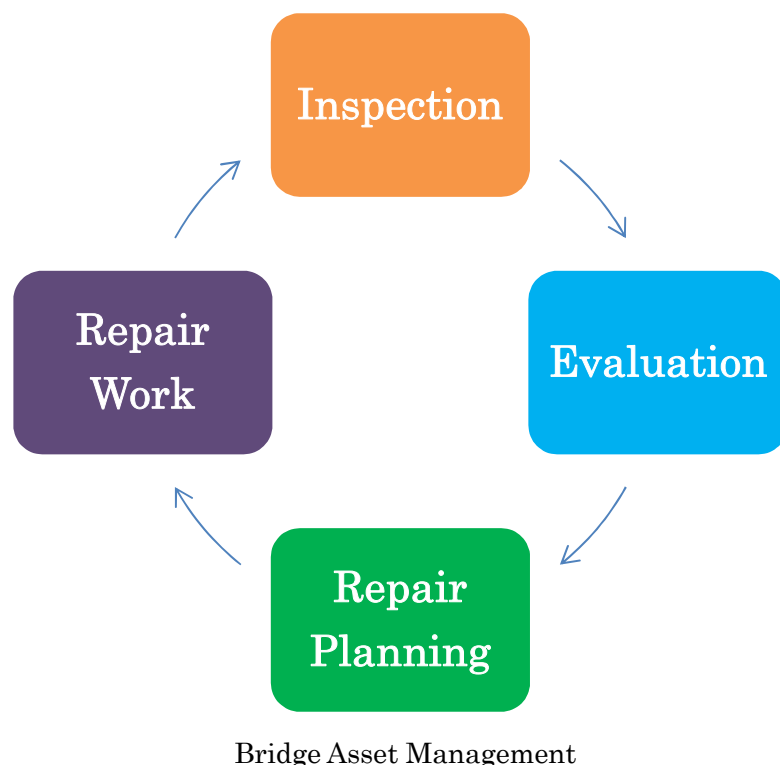 Inspection
Repair
Work
Evaluation
Repair
Planning
Bridge Asset Management